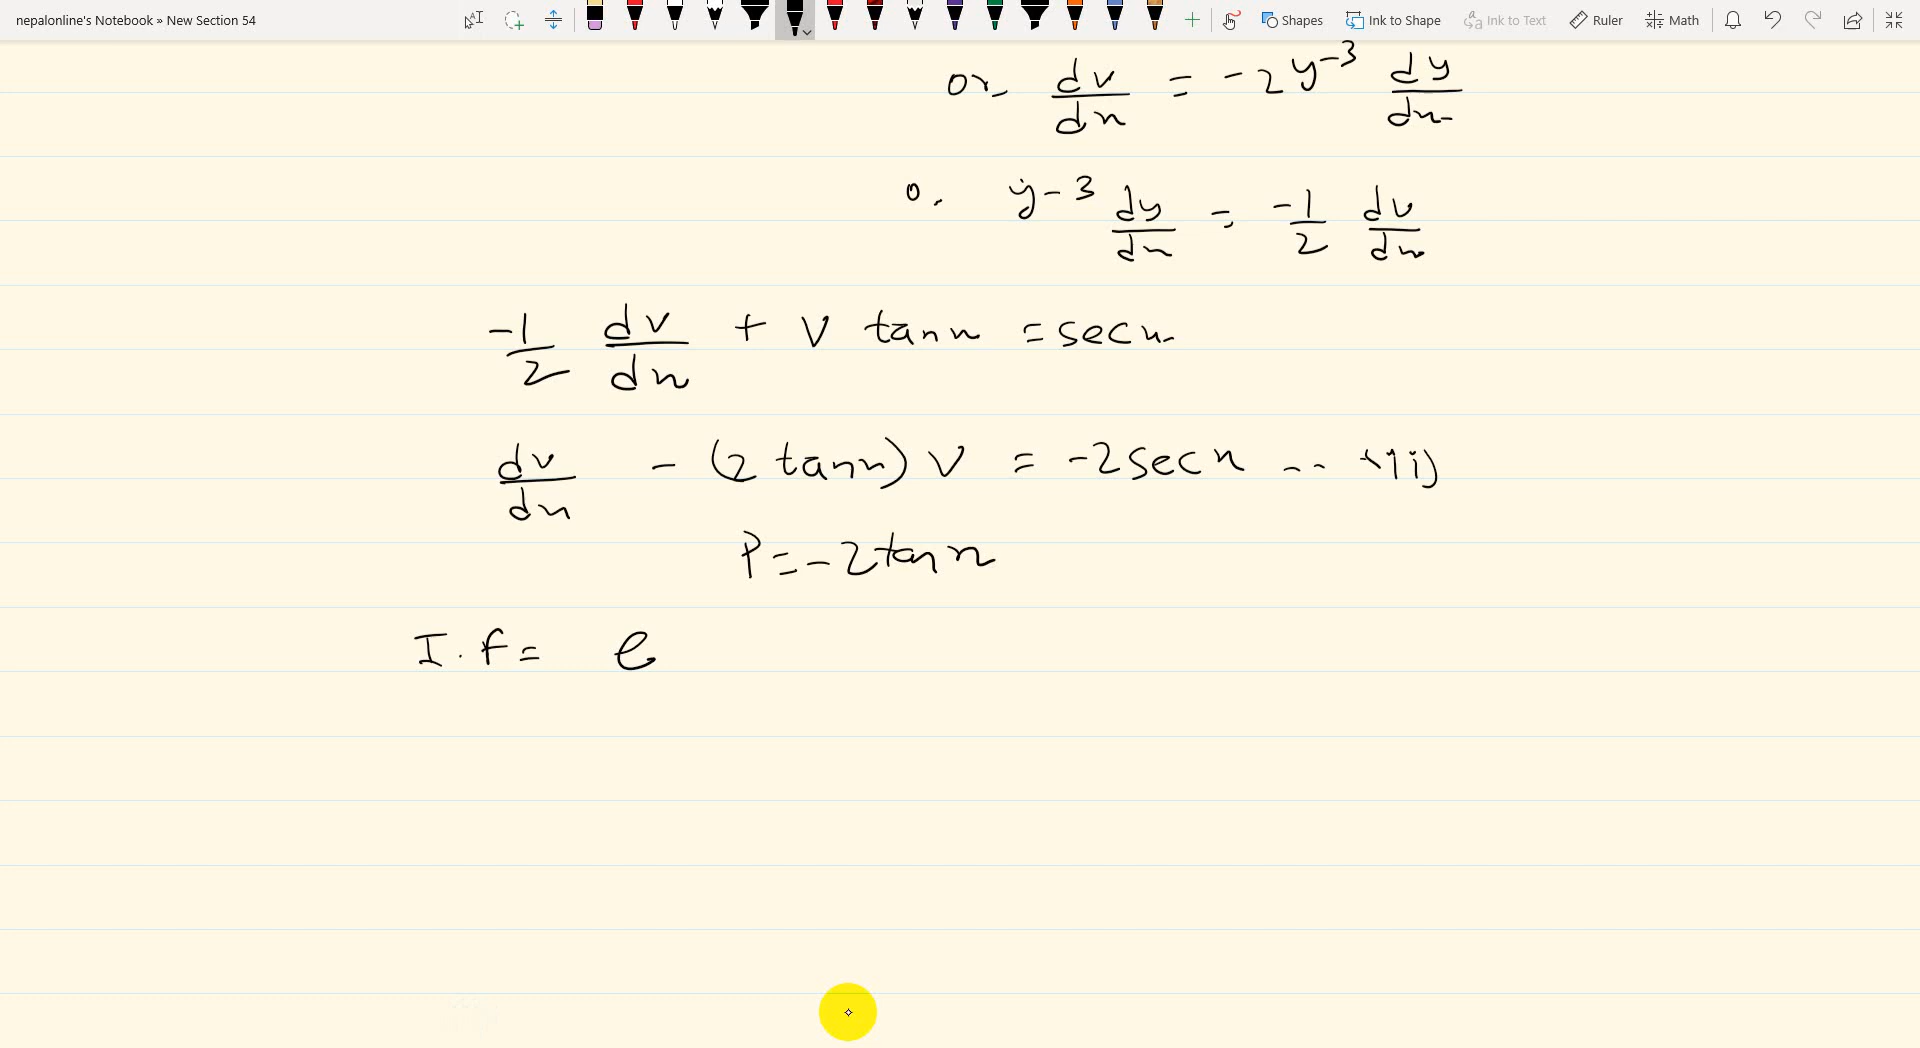 nepalonline's Notebook » New Section 54 Shapes Ink to Shape Ink to Text Ruler Math
or dv/dx = -2y-3 dy/dx
o. y-3 dy/dx = -1/2 dv/dx
-1/2 dv/dx + v tanx = secx
dv/dx - (2 tanx) v = -2secx
P = -2tanx
I.f = e